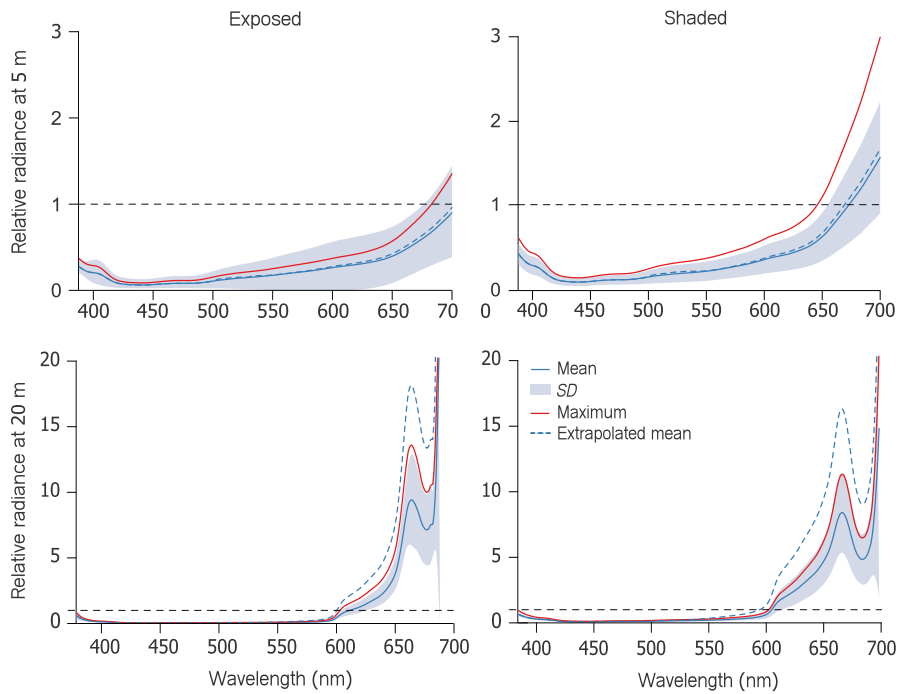 Exposed
Shaded
Relative radiance at 5 m
3
2
1
0
400 450 500 550 600 650 70
3
2
1
0
0
400 450 500 550 600 650 700
Relative radiance at 20 m
20
15
10
5
0
400 450 500 550 600 650 700
Wavelength (nm)
20
15
10
5
0
Mean
SD
Maximum
Extrapolated mean
400 450 500 550 600 650 700
Wavelength (nm)